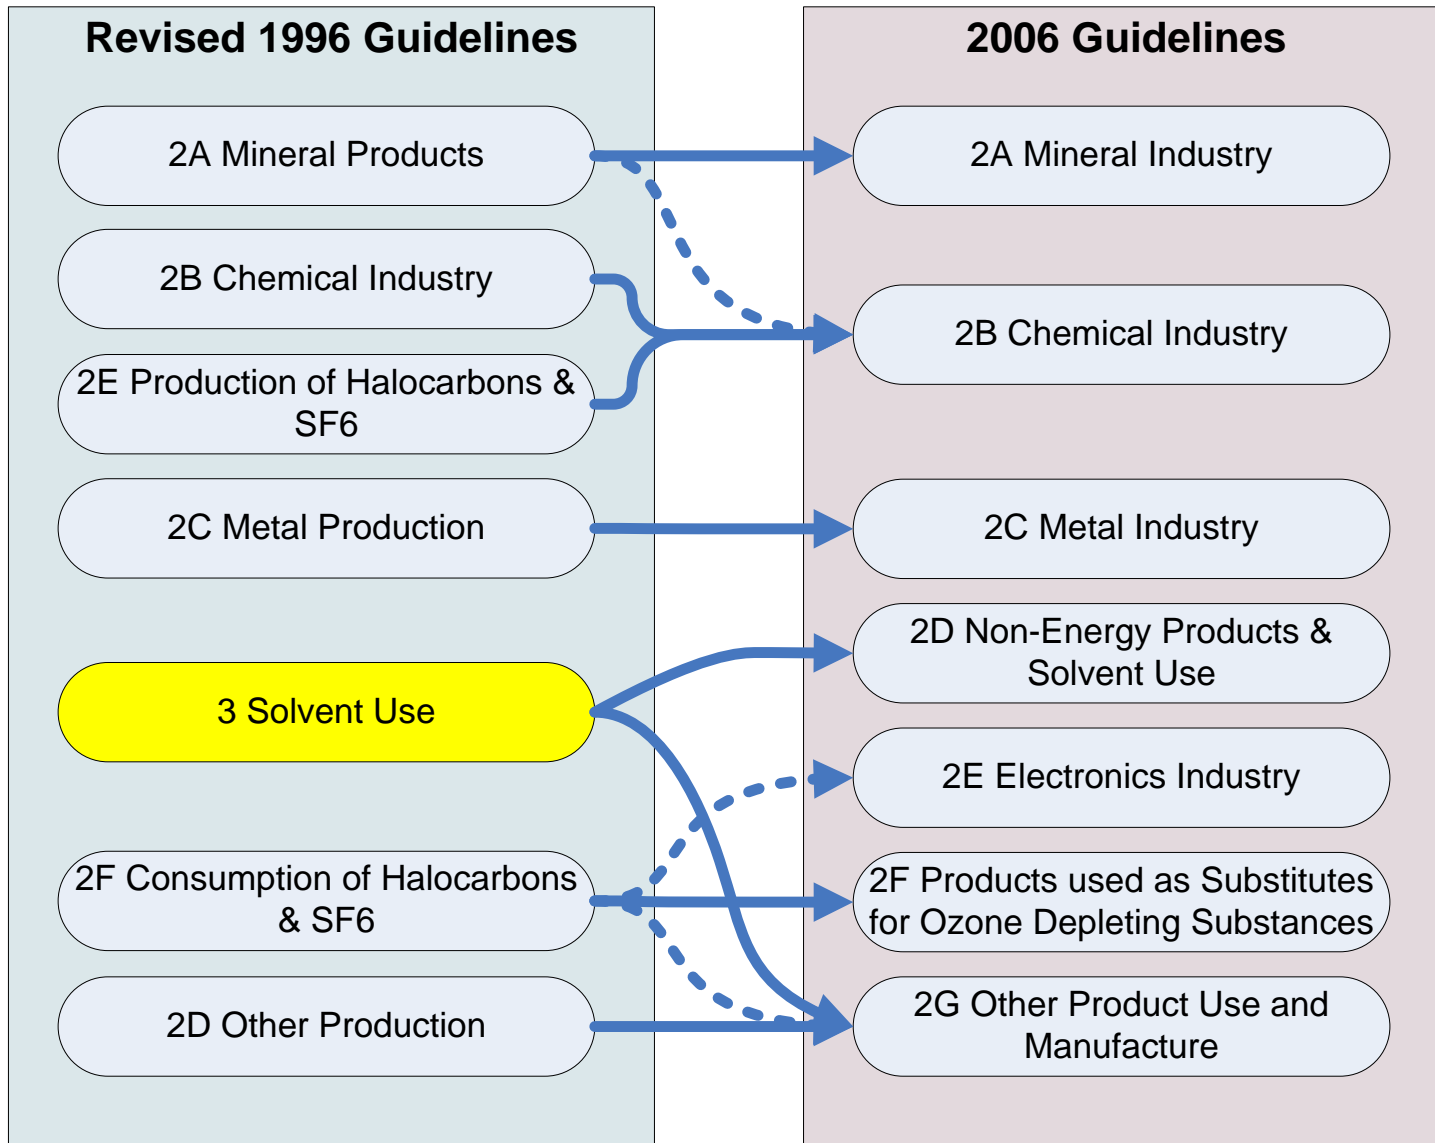 Revised 1996 Guidelines
2A Mineral Products
2B Chemical Industry
2E Production of Halocarbons &
SF6
2C Metal Production
3 Solvent Use
2F Consumption of Halocarbons
& SF6
2D Other Production
2006 Guidelines
2A Mineral Industry
2B Chemical Industry
2C Metal Industry
2D Non-Energy Products &
Solvent Use
2E Electronics Industry
2F Products used as Substitutes
for Ozone Depleting Substances
2G Other Product Use and
Manufacture